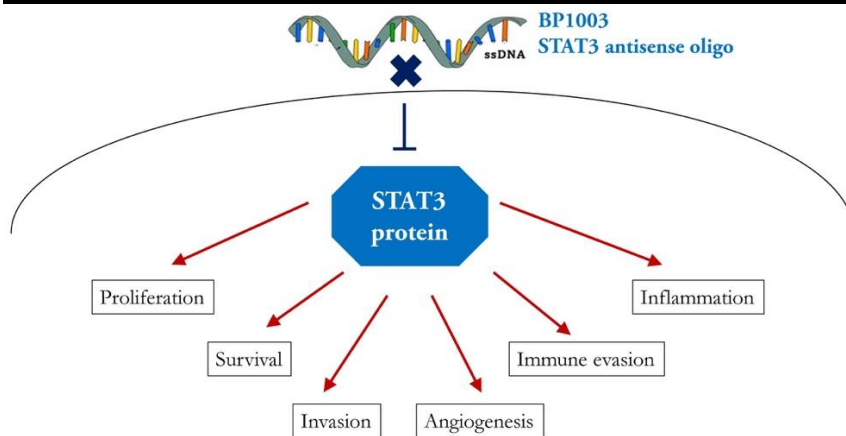 BP1003
STAT3 antisense oligo
ssDNA
STAT3
protein
Proliferation
Inflammation
Survival
Immune evasion
Invasion
Angiogenesis